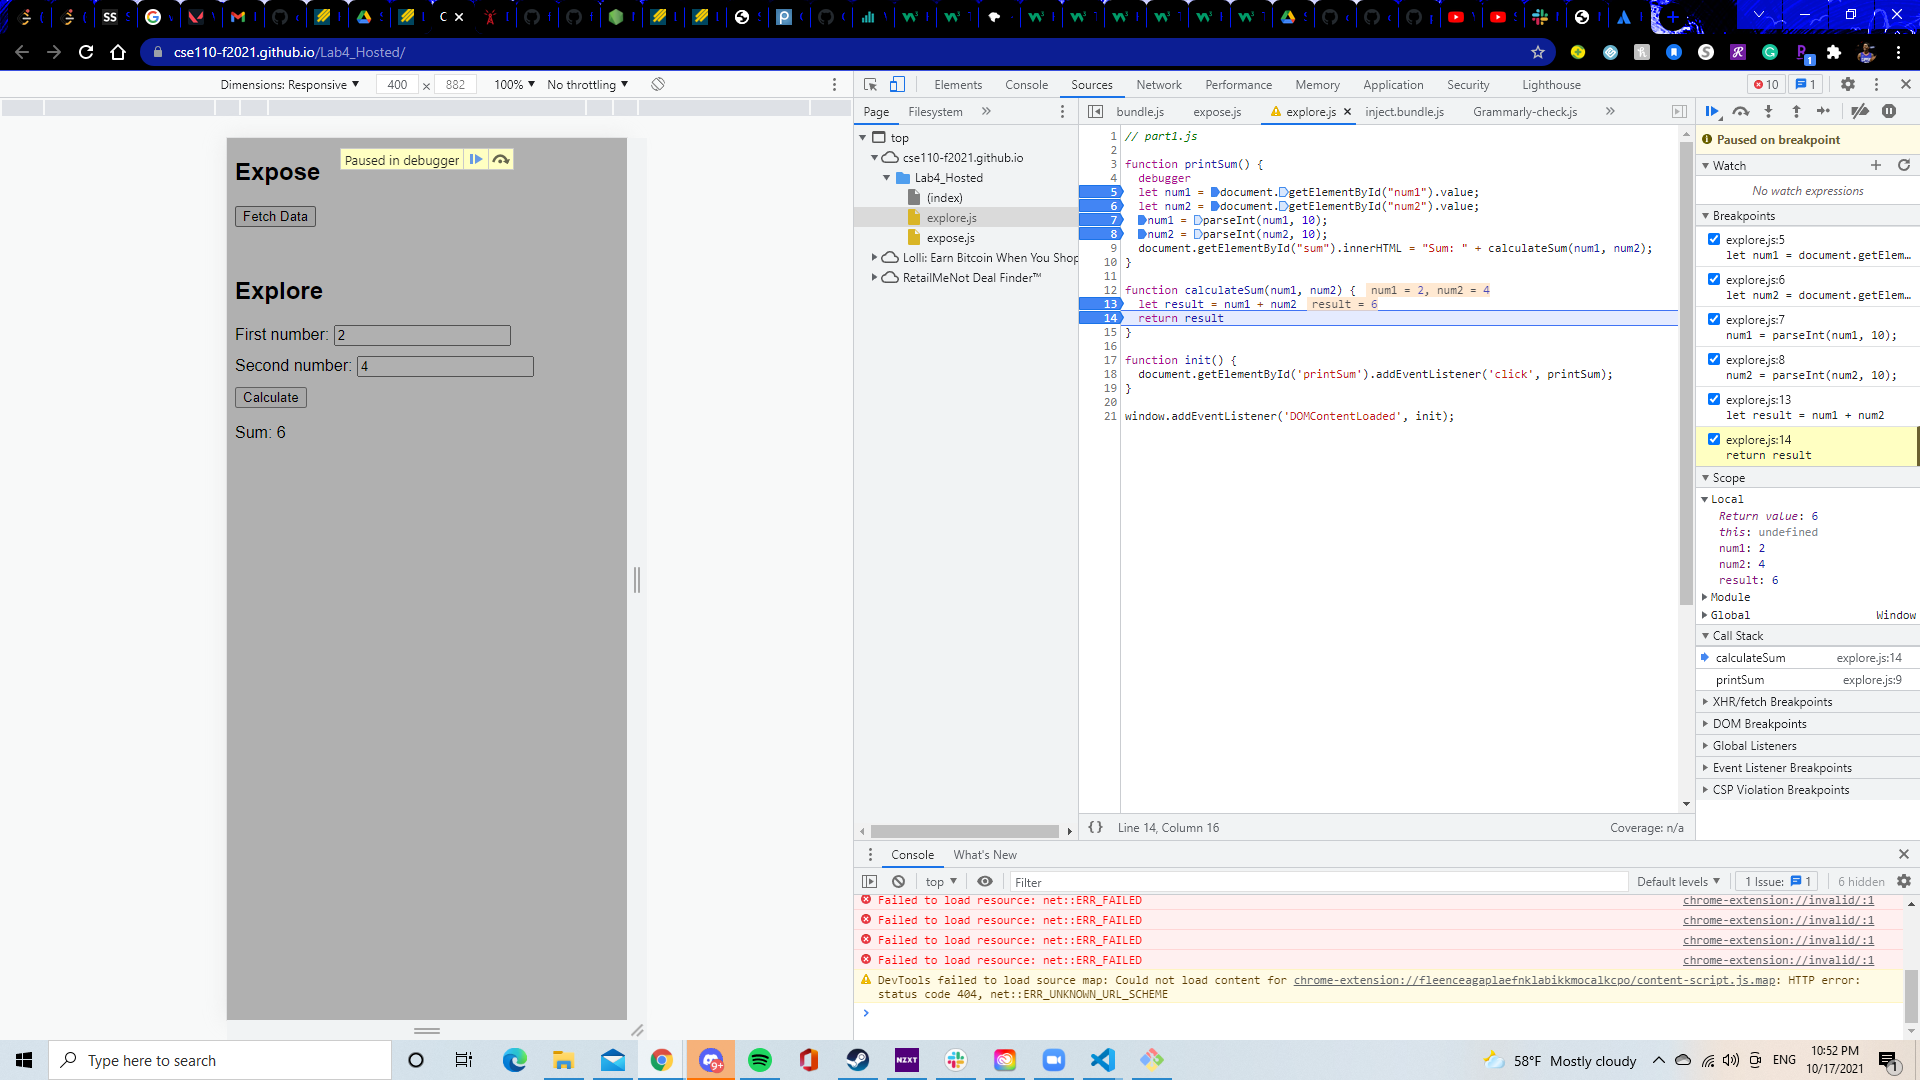 cse110-f2021.github.io/Lab4_Hosted/
Dimensions: Responsive 400 × 882 100% No throttling
Expose
Paused in debugger
Fetch Data
Explore
First number: 2
Second number: 4
Calculate
Sum: 6
Elements Console Sources Network Performance Memory Application Security Lighthouse 10 1
Page Filesystem
top
cse110-f2021.github.io
Lab4_Hosted
(index)
explore.js
expose.js
Lolli: Earn Bitcoin When You Shop
RetailMeNot Deal Finder™
bundle.js expose.js explore.js inject.bundle.js Grammarly-check.js
1 // part1.js
2
3 function printSum() {
4 debugger
5 let num1 = document.getElementById("num1").value;
6 let num2 = document.getElementById("num2").value;
7 num1 = parseInt(num1, 10);
8 num2 = parseInt(num2, 10);
9 document.getElementById("sum").innerHTML = "Sum: " + calculateSum(num1, num2);
10 }
11
12 function calculateSum(num1, num2) { num1 = 2, num2 = 4
13 let result = num1 + num2 result = 6
14 return result
15 }
16
17 function init() {
18 document.getElementById('printSum').addEventListener('click', printSum);
19 }
20
21 window.addEventListener('DOMContentLoaded', init);
{} Line 14, Column 16 Coverage: n/a
Paused on breakpoint
Watch
No watch expressions
Breakpoints
explore.js:5
let num1 = document.getElem…
explore.js:6
let num2 = document.getElem…
explore.js:7
num1 = parseInt(num1, 10);
explore.js:8
num2 = parseInt(num2, 10);
explore.js:13
let result = num1 + num2
explore.js:14
return result
Scope
Local
Return value: 6
this: undefined
num1: 2
num2: 4
result: 6
Module
Global Window
Call Stack
calculateSum explore.js:14
printSum explore.js:9
XHR/fetch Breakpoints
DOM Breakpoints
Global Listeners
Event Listener Breakpoints
CSP Violation Breakpoints
Console What's New
top Filter Default levels 1 Issue: 1 6 hidden
Failed to load resource: net::ERR_FAILED chrome-extension://invalid/:1
Failed to load resource: net::ERR_FAILED chrome-extension://invalid/:1
Failed to load resource: net::ERR_FAILED chrome-extension://invalid/:1
Failed to load resource: net::ERR_FAILED chrome-extension://invalid/:1
DevTools failed to load source map: Could not load content for chrome-extension://fleenceagaplaefnklabikkmocalkcpo/content-script.js.map: HTTP error:
status code 404, net::ERR_UNKNOWN_URL_SCHEME
Type here to search
NZXT
58°F Mostly cloudy
ENG
10:52 PM
10/17/2021
1